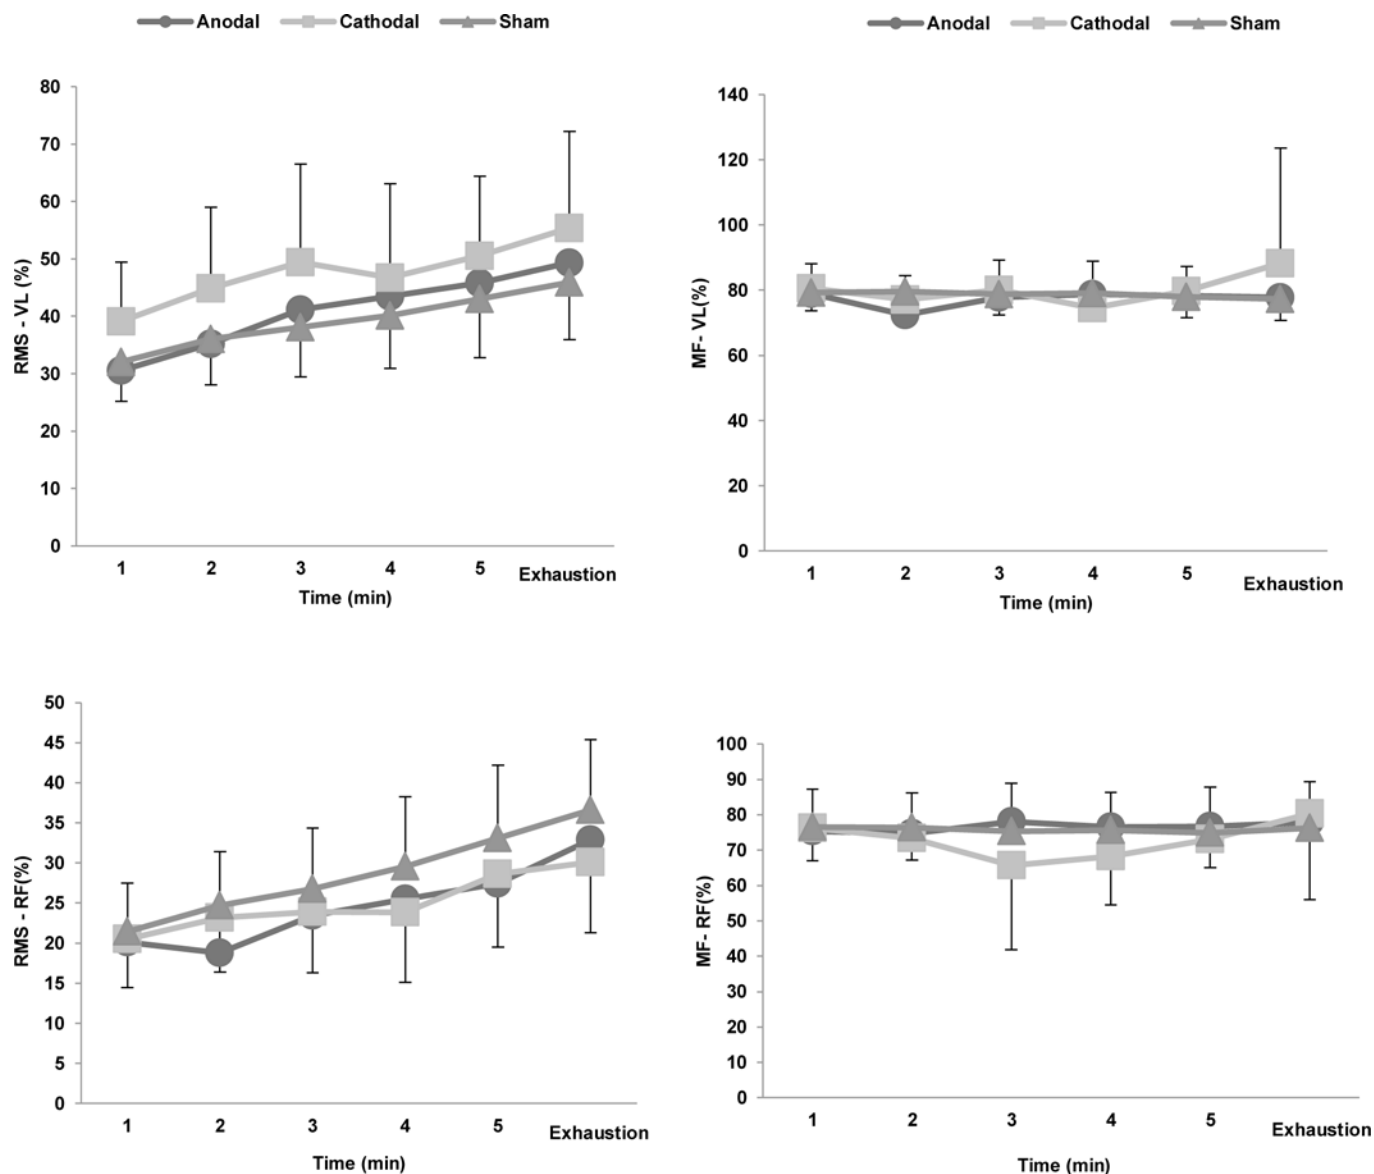 Anodal Cathodal Sham
80
70
60
50
40
30
20
10
0
RMS - VL (%)
1 2 3 4 5 Exhaustion
Time (min)
Anodal Cathodal Sham
140
120
100
80
60
40
20
0
MF- VL(%)
1 2 3 4 5 Exhaustion
Time (min)
50
45
40
35
30
25
20
15
10
5
0
RMS - RF(%)
1 2 3 4 5 Exhaustion
Time (min)
100
90
80
70
60
50
40
30
20
10
0
MF- RF(%)
1 2 3 4 5 Exhaustion
Time (min)